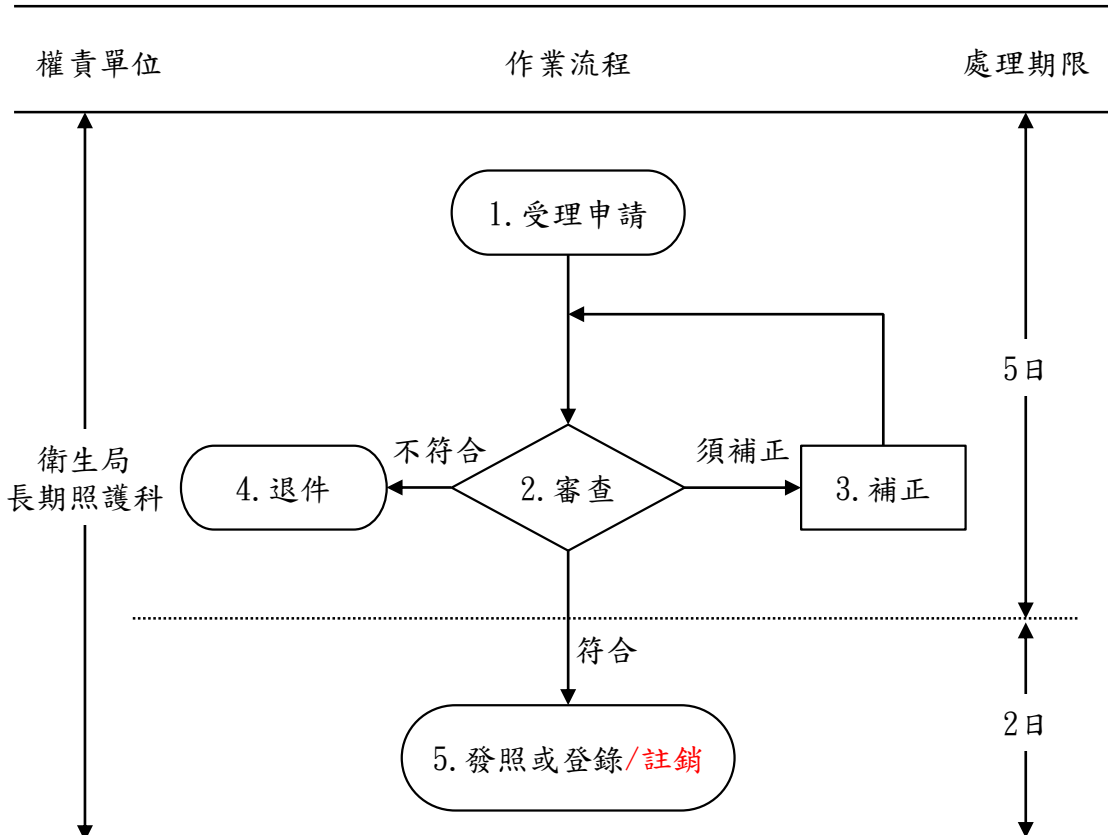 權責單位
作業流程
處理期限
1.受理申請
5日
不符合
須補正
衛生局
長期照護科
4.退件
2.審查
3.補正
符合
2日
5.發照或登錄/註銷